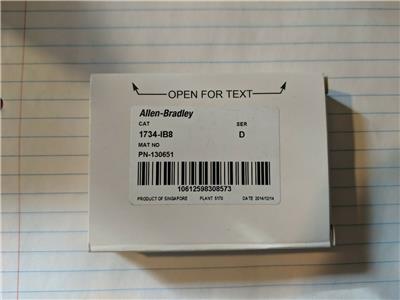 OPEN FOR TEXT
Allen-Bradley
CAT SER
1734-IB8 D
MAT NO
PN-130651
10612598308573
PRODUCT OF SINGAPORE PLANT 5170 DATE 2014/12/14